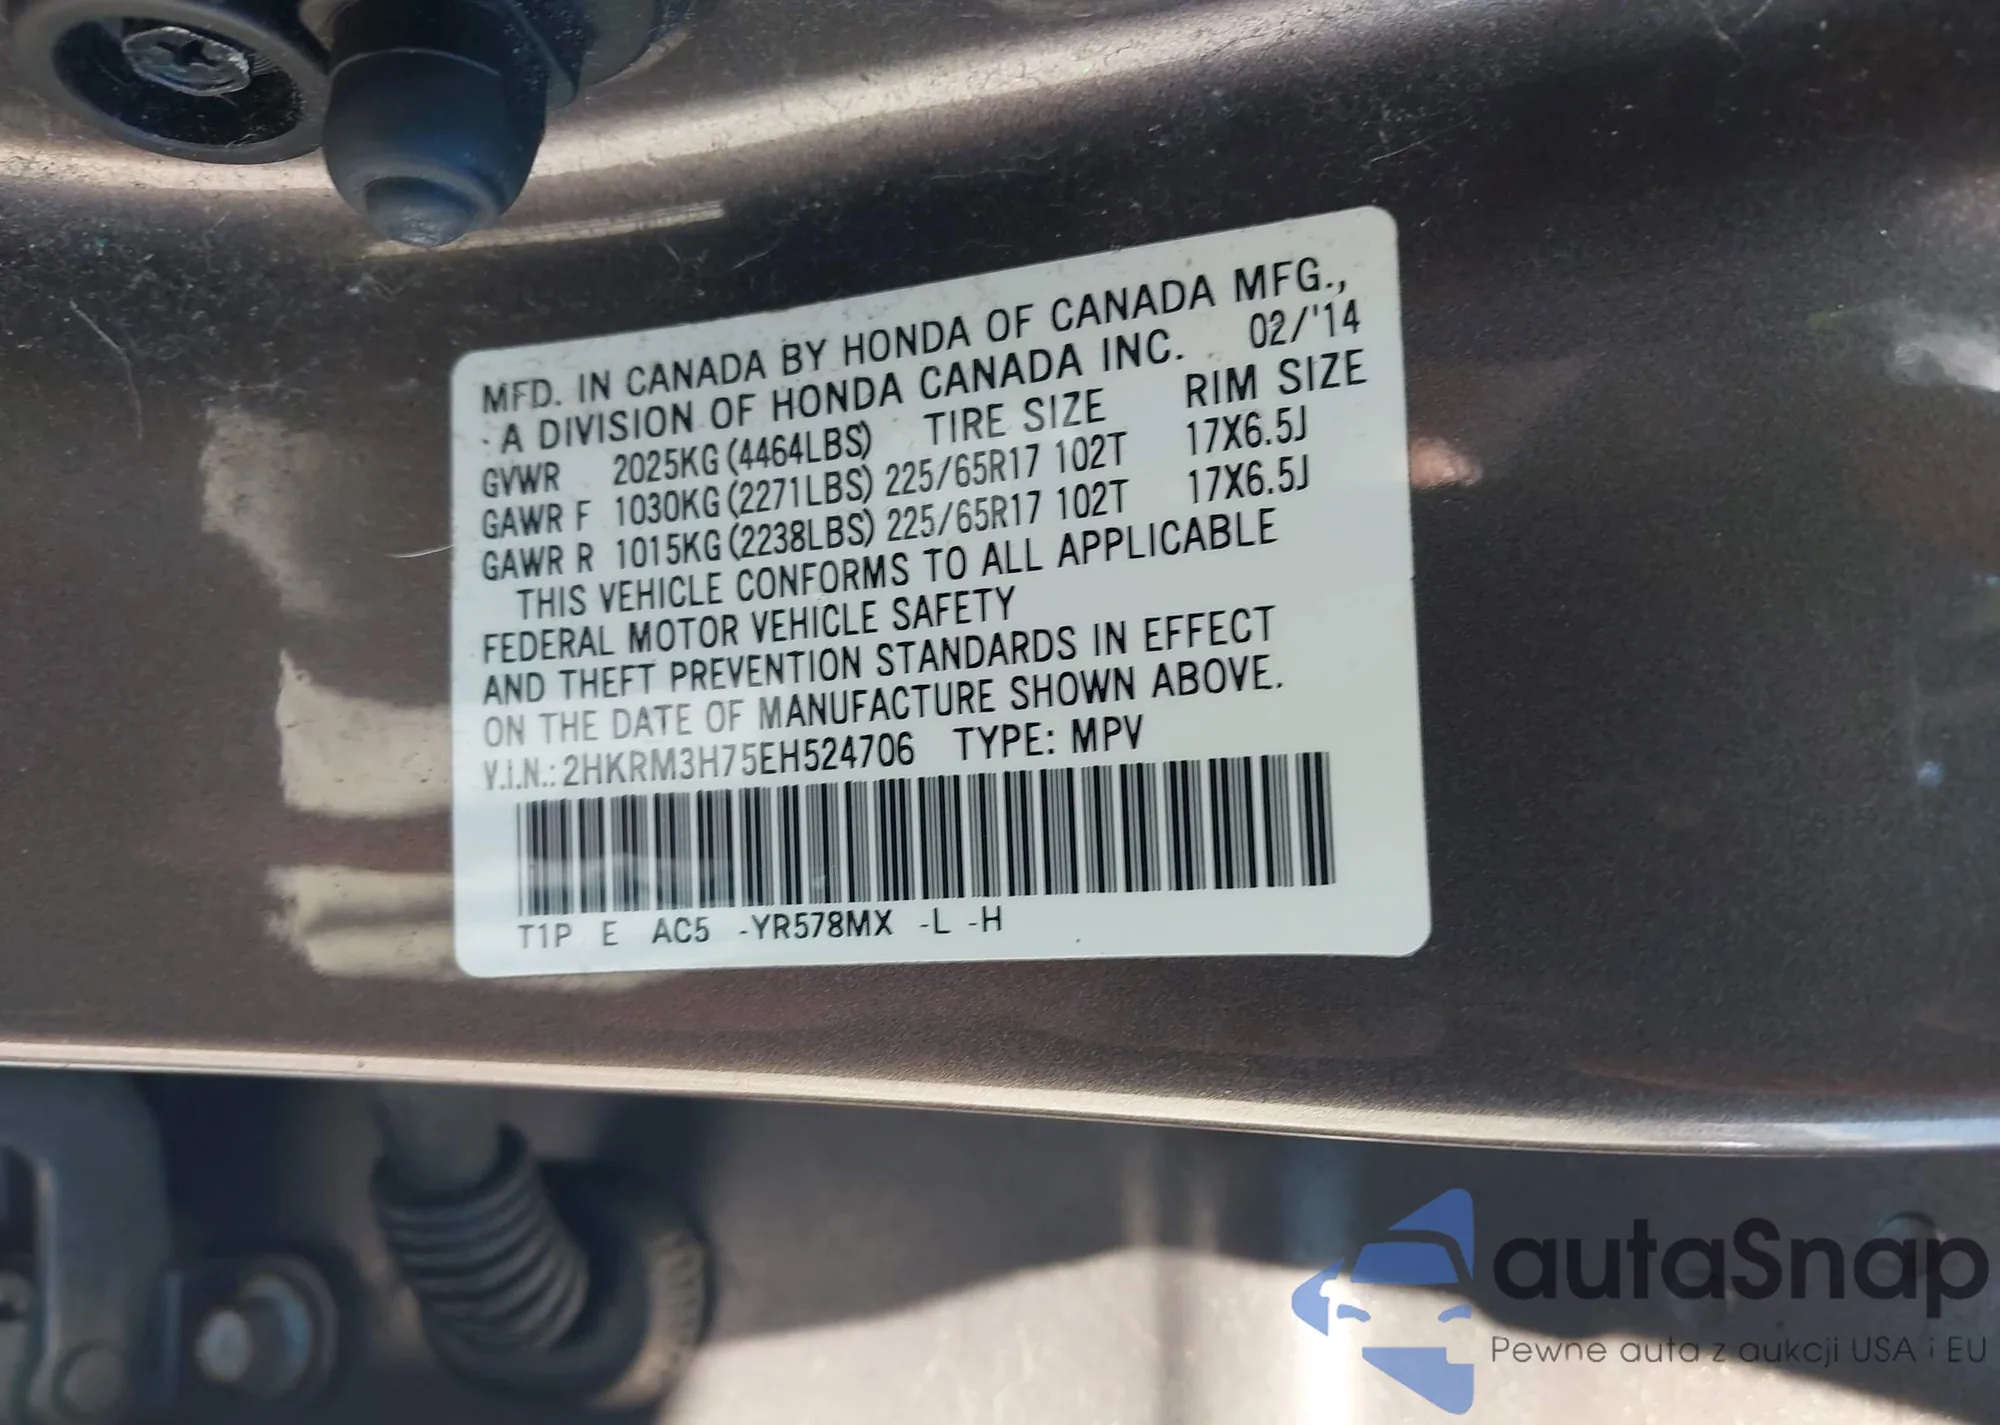 MFD. IN CANADA BY HONDA OF CANADA MFG.,
A DIVISION OF HONDA CANADA INC. 02/'14
GVWR 2025KG (4464LBS) TIRE SIZE RIM SIZE
GAWR F 1030KG (2271LBS) 225/65R17 102T 17X6.5J
GAWR R 1015KG (2238LBS) 225/65R17 102T 17X6.5J
THIS VEHICLE CONFORMS TO ALL APPLICABLE
FEDERAL MOTOR VEHICLE SAFETY
AND THEFT PREVENTION STANDARDS IN EFFECT
ON THE DATE OF MANUFACTURE SHOWN ABOVE.
V.I.N.: 2HKRM3H75EH524706 TYPE: MPV
T1P E AC5 -YR578MX -L -H
autaSnap
Pewne auta z aukcji USA i EU